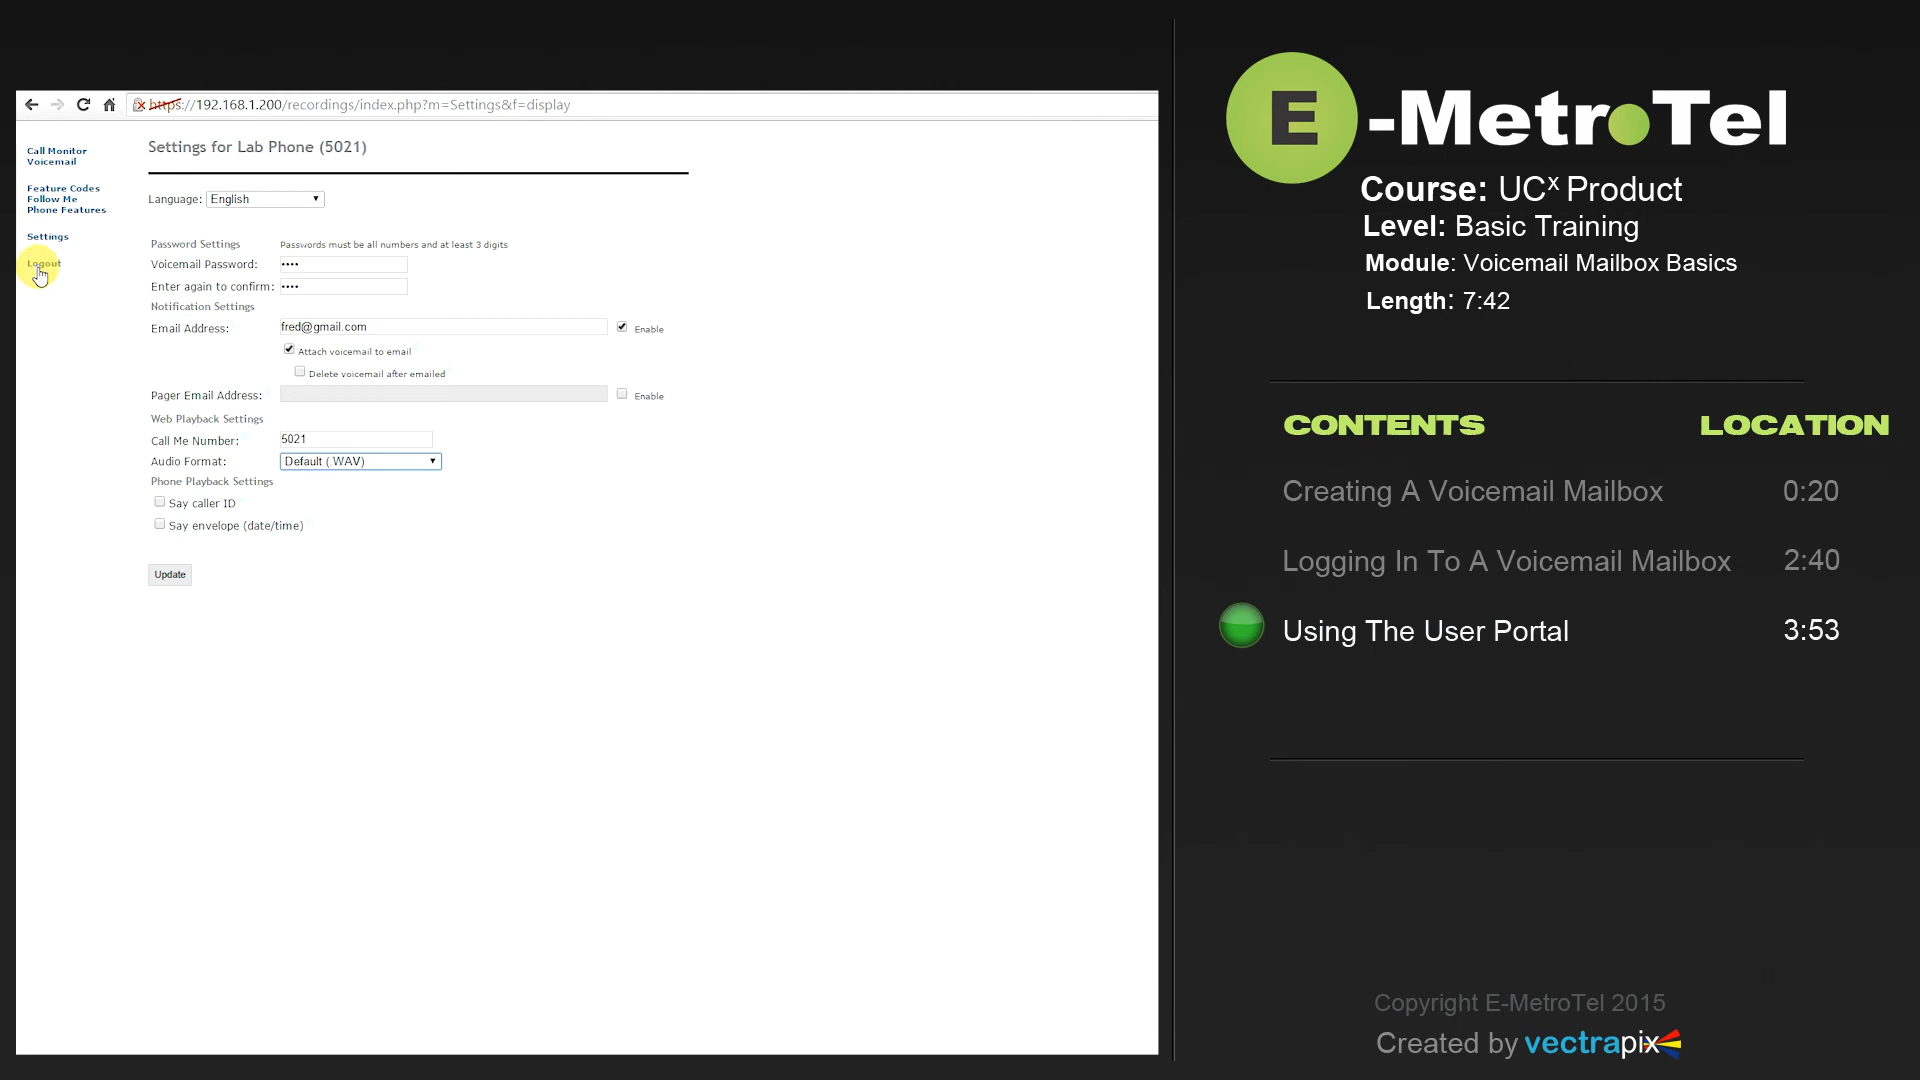 https://192.168.1.200/recordings/index.php?m=Settings&f=display
Call Monitor
Voicemail
Feature Codes
Follow Me
Phone Features
Settings
Logout
Settings for Lab Phone (5021)
Language: English
Password Settings Passwords must be all numbers and at least 3 digits
Voicemail Password: ••••
Enter again to confirm: ••••
Notification Settings
Email Address: fred@gmail.com Enable
Attach voicemail to email
Delete voicemail after emailed
Pager Email Address: Enable
Web Playback Settings
Call Me Number: 5021
Audio Format: Default (.WAV)
Phone Playback Settings
Say caller ID
Say envelope (date/time)
Update
E-MetroTel
Course: UCx Product
Level: Basic Training
Module: Voicemail Mailbox Basics
Length: 7:42
CONTENTS LOCATION
Creating A Voicemail Mailbox 0:20
Logging In To A Voicemail Mailbox 2:40
Using The User Portal 3:53
Copyright E-MetroTel 2015
Created by vectrapix